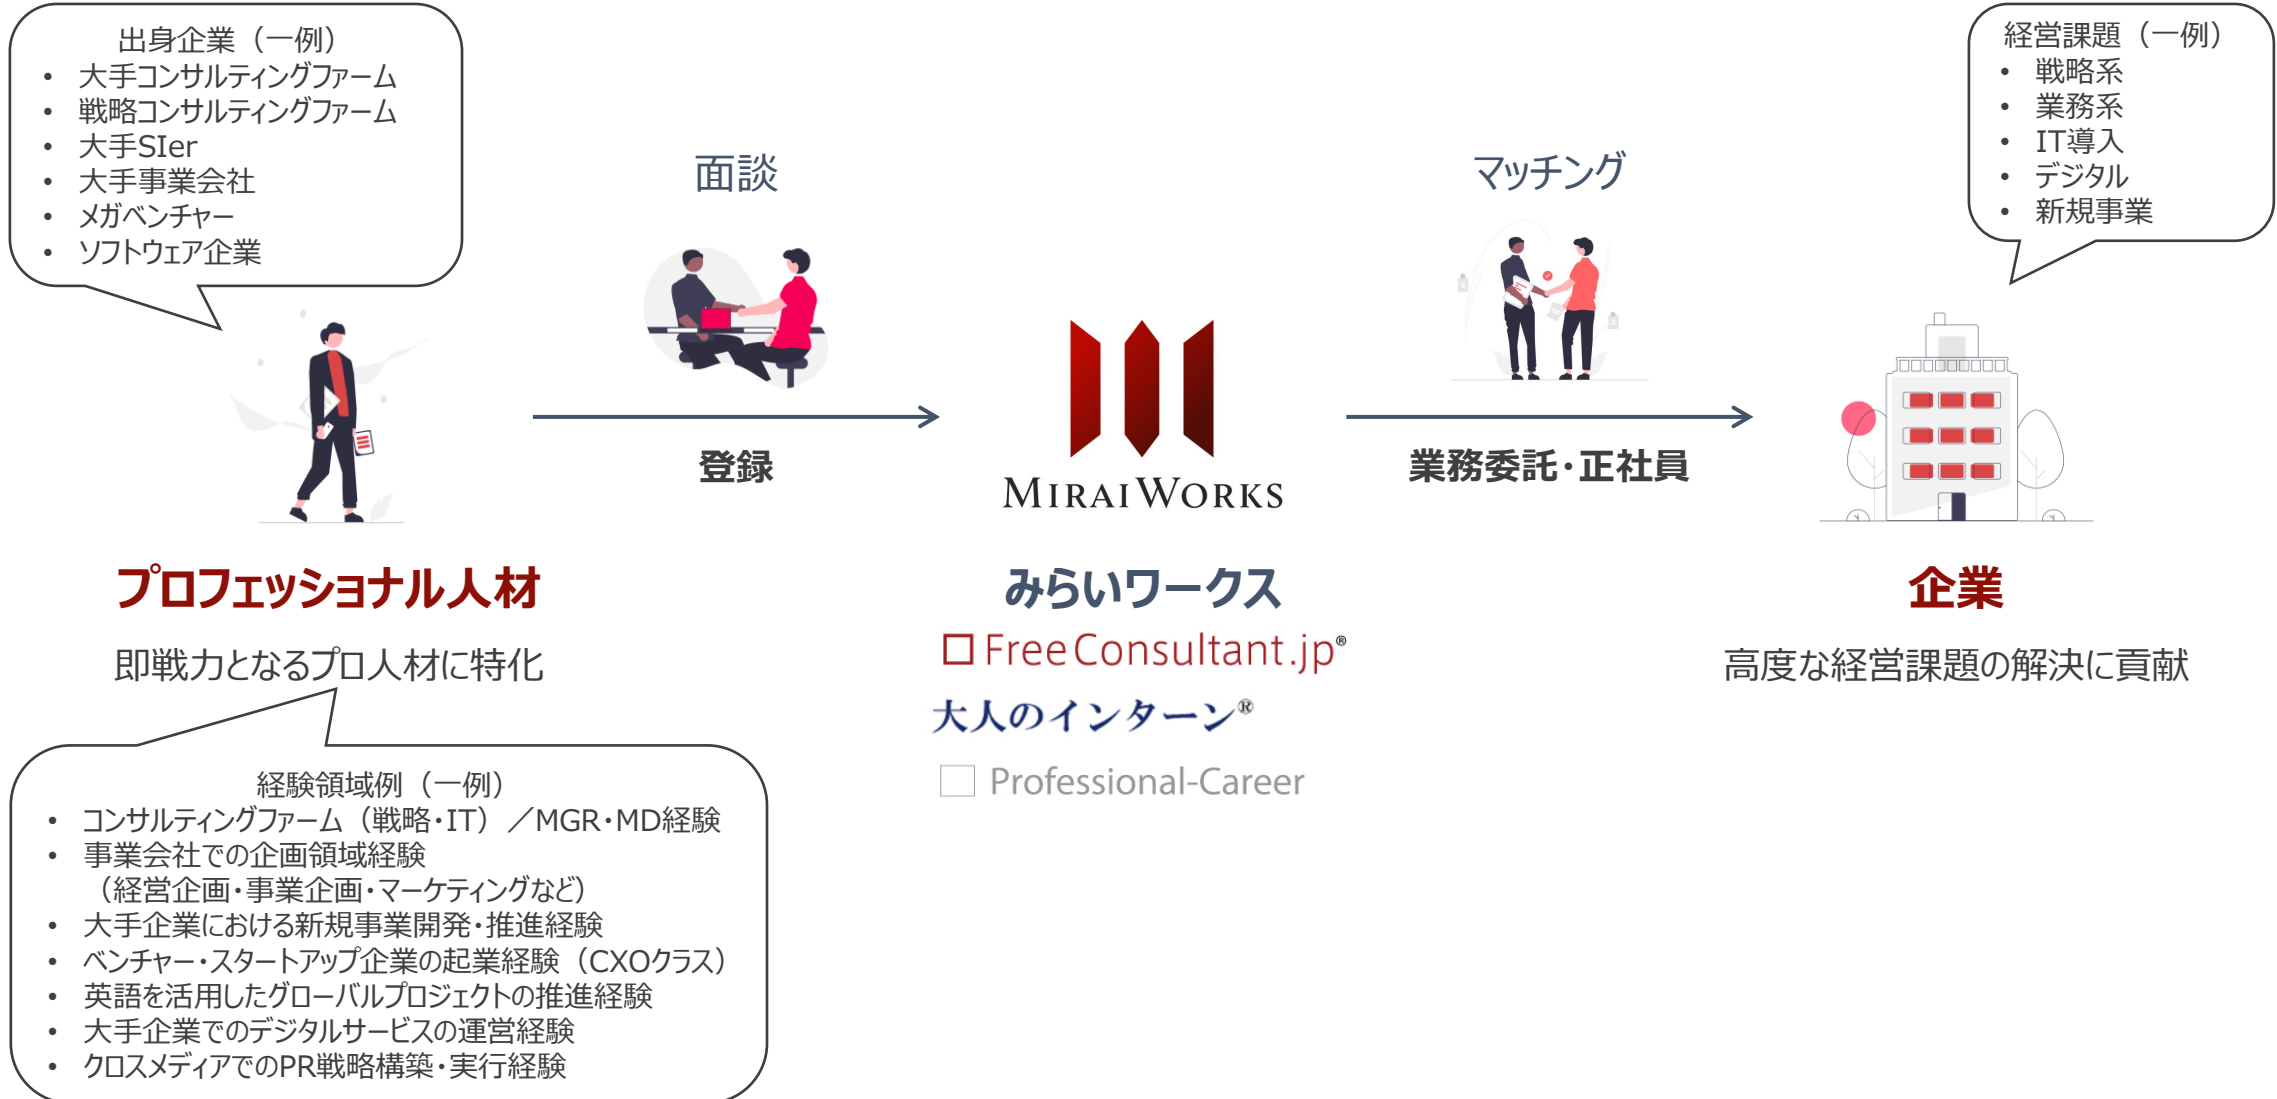 出身企業（一例）
• 大手コンサルティングファーム
• 戦略コンサルティングファーム
• 大手SIer
• 大手事業会社
• メガベンチャー
• ソフトウェア企業
面談
登録
マッチング
業務委託・正社員
経営課題（一例）
• 戦略系
• 業務系
• IT導入
• デジタル
• 新規事業
MIRAIWORKS
プロフェッショナル人材
即戦力となるプロ人材に特化
みらいワークス
FreeConsultant.jp®
大人のインターン®
Professional-Career
企業
高度な経営課題の解決に貢献
経験領域例（一例）
• コンサルティングファーム（戦略・IT）／MGR・MD経験
• 事業会社での企画領域経験
（経営企画・事業企画・マーケティングなど）
• 大手企業における新規事業開発・推進経験
• ベンチャー・スタートアップ企業の起業経験（CXOクラス）
• 英語を活用したグローバルプロジェクトの推進経験
• 大手企業でのデジタルサービスの運営経験
• クロスメディアでのPR戦略構築・実行経験